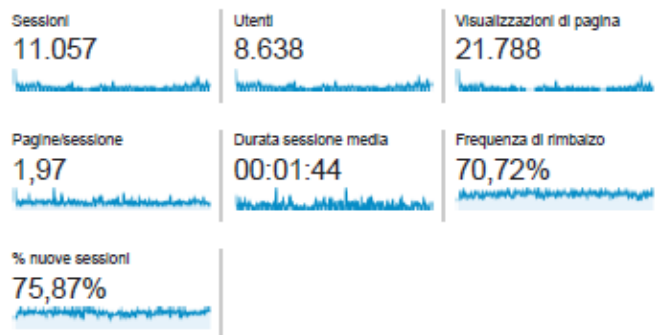 Sessioni
11.057
Utenti
8.638
Visualizzazioni di pagina
21.788
Pagine/sessione
1,97
Durata sessione media
00:01:44
Frequenza di rimbalzo
70,72%
% nuove sessioni
75,87%